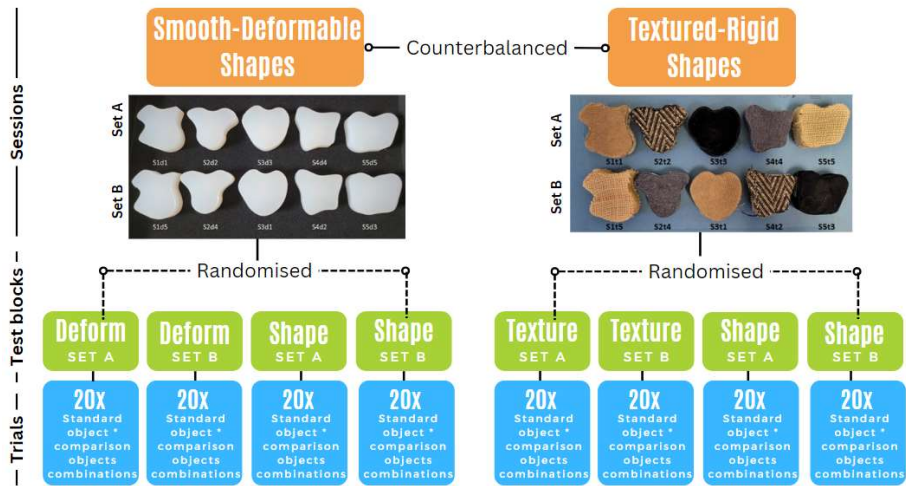 Smooth-Deformable
Shapes
Counterbalanced
Textured-Rigid
Shapes
Sessions
Set A
S1d1 S2d2 S3d3 S4d4 S5d5
Set B
S1d5 S2d4 S3d1 S4d2 S5d3
Set A
S1t1 S2t2 S3t3 S4t4 S5t5
Set B
S1t5 S2t4 S3t1 S4t2 S5t3
Randomised
Randomised
Test blocks
Deform
SET A
Deform
SET B
Shape
SET A
Shape
SET B
Texture
SET A
Texture
SET B
Shape
SET A
Shape
SET B
Trials
20x
Standard
object *
comparison
objects
combinations
20x
Standard
object *
comparison
objects
combinations
20x
Standard
object *
comparison
objects
combinations
20x
Standard
object *
comparison
objects
combinations
20x
Standard
object *
comparison
objects
combinations
20x
Standard
object *
comparison
objects
combinations
20x
Standard
object *
comparison
objects
combinations
20x
Standard
object *
comparison
objects
combinations